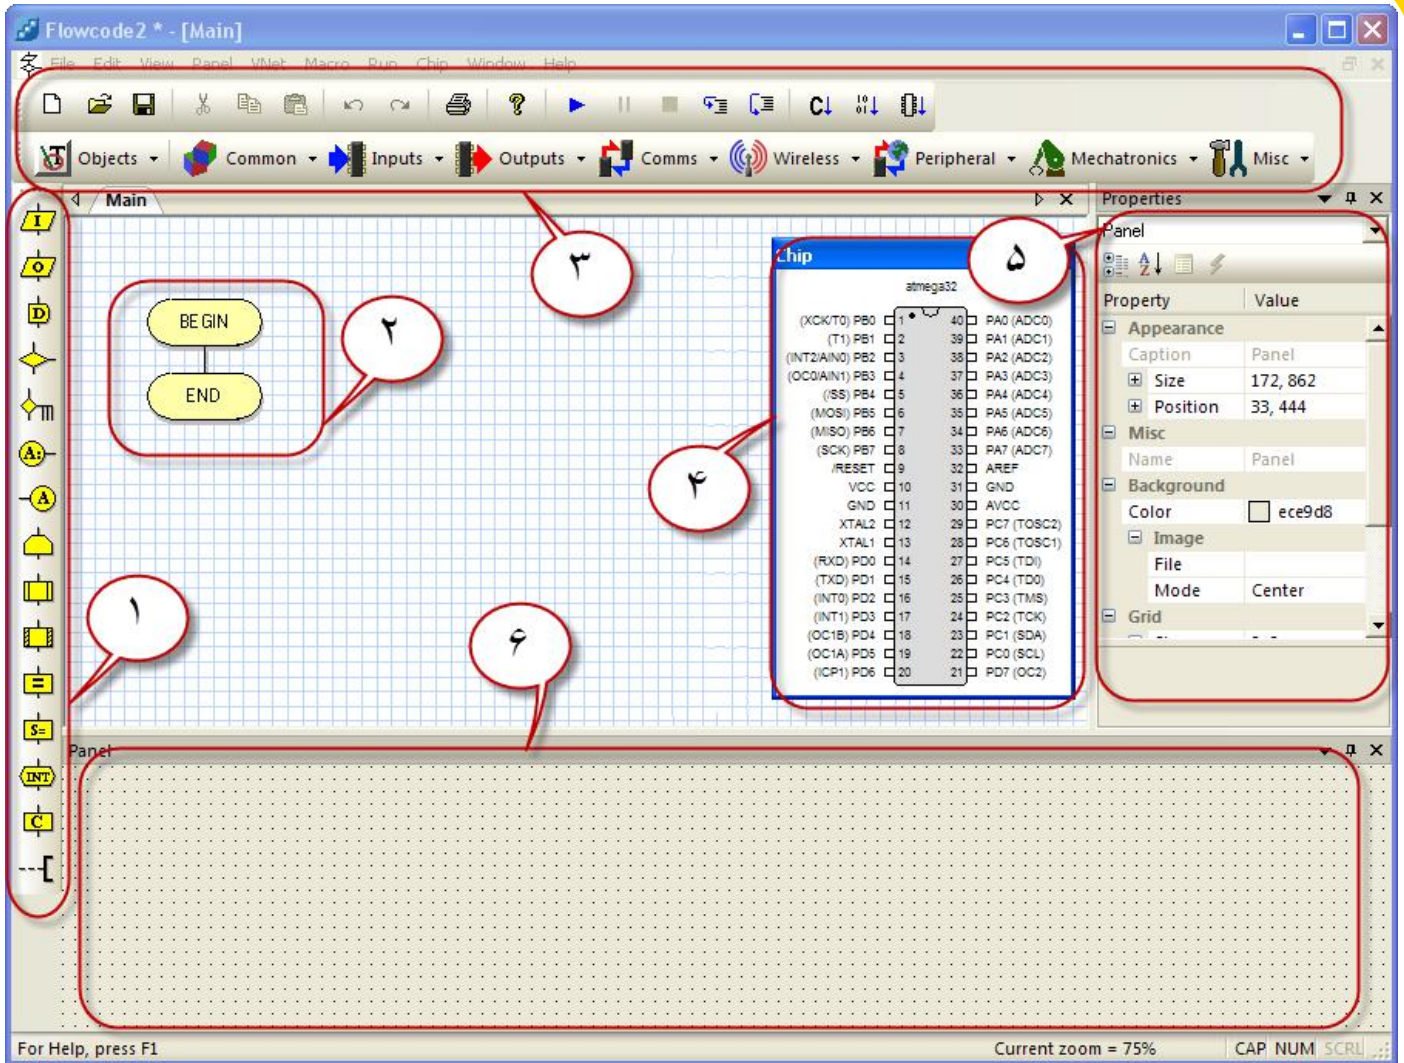 Flowcode2 * - [Main]
File Edit View Panel VNet Macro Run Chip Window Help
C
Objects Common Inputs Outputs Comms Wireless Peripheral Mechatronics Misc
Main
Properties
Panel
Property Value
Appearance
Caption Panel
Size 172, 862
Position 33, 444
Misc
Name Panel
Background
Color ece9d8
Image
File
Mode Center
Grid
BEGIN
END
I
O
D
A:
A
=
S=
INT
C
۱
۲
۳
۴
۵
۶
Chip
atmega32
(XCK/T0) PB0 1 40 PA0 (ADC0)
(T1) PB1 2 39 PA1 (ADC1)
(INT2/AIN0) PB2 3 38 PA2 (ADC2)
(OC0/AIN1) PB3 4 37 PA3 (ADC3)
(/SS) PB4 5 36 PA4 (ADC4)
(MOSI) PB5 6 35 PA5 (ADC5)
(MISO) PB6 7 34 PA6 (ADC6)
(SCK) PB7 8 33 PA7 (ADC7)
/RESET 9 32 AREF
VCC 10 31 GND
GND 11 30 AVCC
XTAL2 12 29 PC7 (TOSC2)
XTAL1 13 28 PC6 (TOSC1)
(RXD) PD0 14 27 PC5 (TDI)
(TXD) PD1 15 26 PC4 (TD0)
(INT0) PD2 16 25 PC3 (TMS)
(INT1) PD3 17 24 PC2 (TCK)
(OC1B) PD4 18 23 PC1 (SDA)
(OC1A) PD5 19 22 PC0 (SCL)
(ICP1) PD6 20 21 PD7 (OC2)
Panel
For Help, press F1
Current zoom = 75%
CAP NUM SCRL